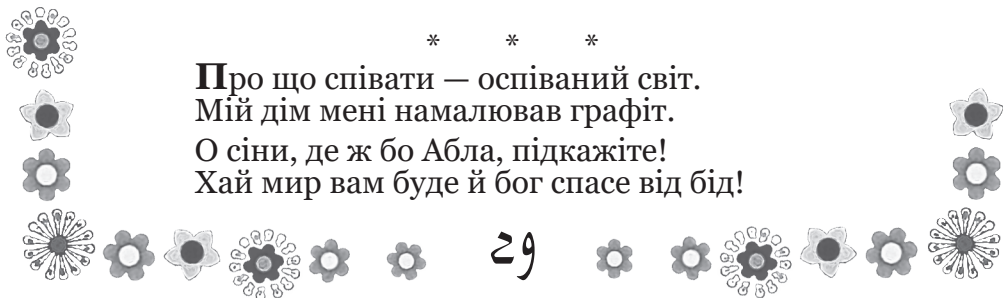 * * *
Про що співати — оспіваний світ.
Мій дім мені намалював графіт.
О сіни, де ж бо Абла, підкажіте!
Хай мир вам буде й бог спасе від бід!
29